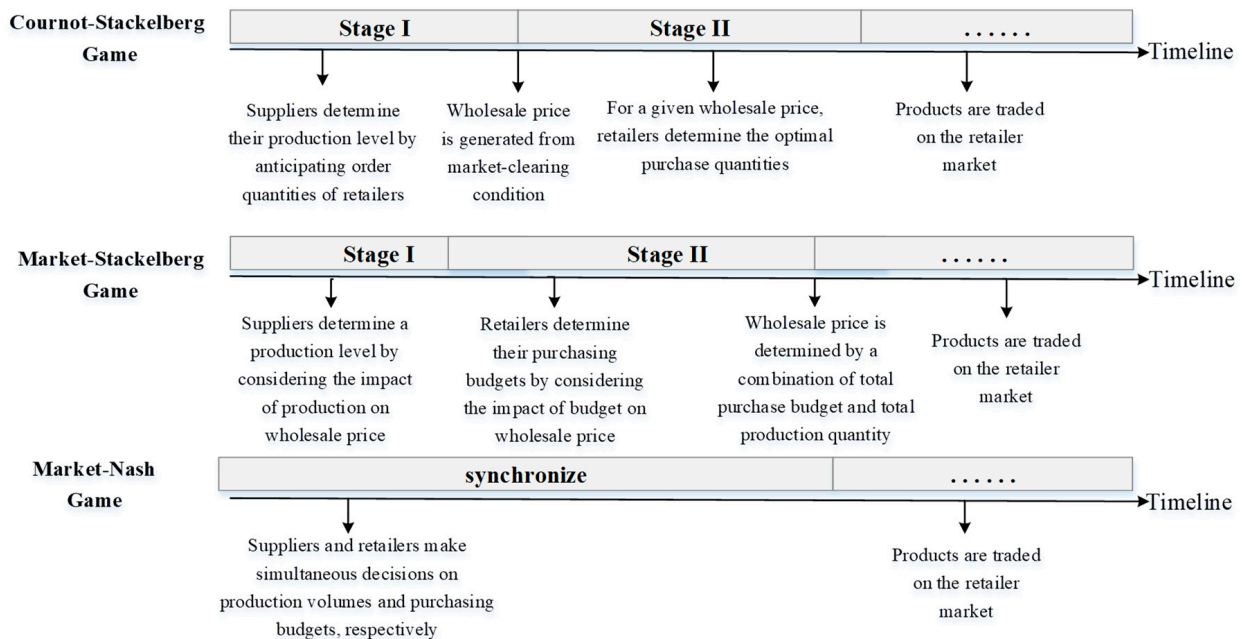 Cournot-Stackelberg
Game
Stage I
Stage II
. . . . . .
Timeline
Suppliers determine
their production level by
anticipating order
quantities of retailers
Wholesale price
is generated from
market-clearing
condition
For a given wholesale price,
retailers determine the optimal
purchase quantities
Products are traded
on the retailer
market
Market-Stackelberg
Game
Stage I
Stage II
. . . . . .
Timeline
Suppliers determine a
production level by
considering the impact
of production on
wholesale price
Retailers determine
their purchasing
budgets by considering
the impact of budget on
wholesale price
Wholesale price is
determined by a
combination of total
purchase budget and total
production quantity
Products are traded
on the retailer
market
Market-Nash
Game
synchronize
. . . . . .
Timeline
Suppliers and retailers make
simultaneous decisions on
production volumes and purchasing
budgets, respectively
Products are traded
on the retailer
market